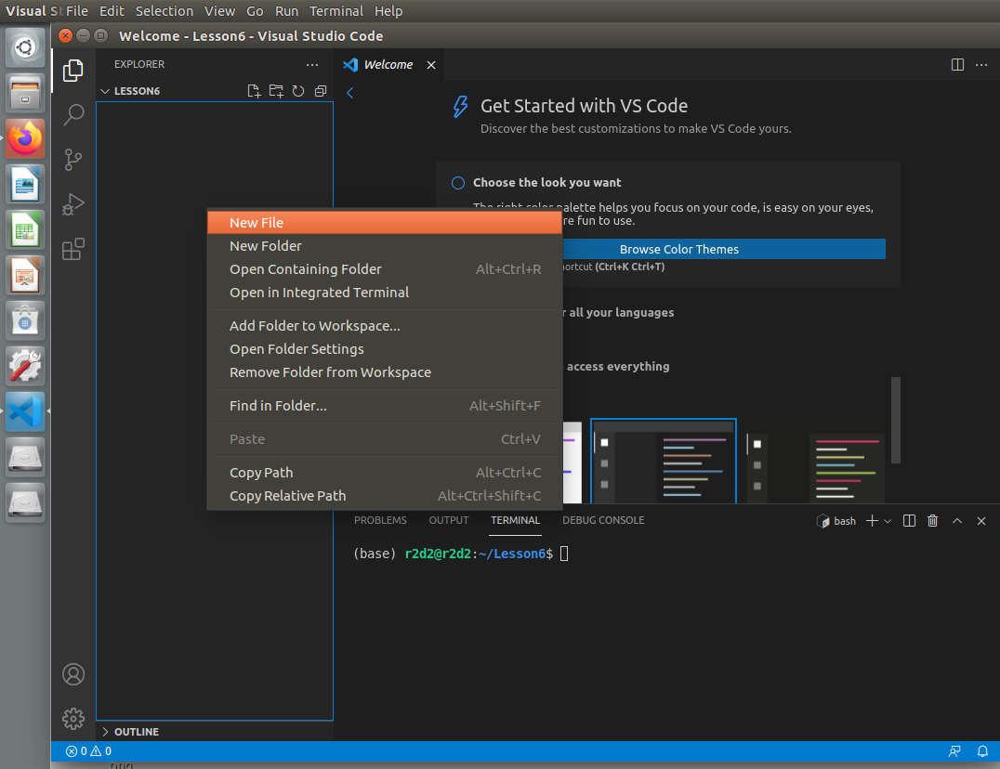 Visual St File Edit Selection View Go Run Terminal Help
Welcome - Lesson6 - Visual Studio Code
EXPLORER
LESSON6
Welcome
Get Started with VS Code
Discover the best customizations to make VS Code yours.
Choose the look you want
The right color palette helps you focus on your code, is easy on your eyes,
re fun to use.
Browse Color Themes
ortcut (Ctrl+K Ctrl+T)
r all your languages
access everything
New File
New Folder
Open Containing Folder Alt+Ctrl+R
Open in Integrated Terminal
Add Folder to Workspace...
Open Folder Settings
Remove Folder from Workspace
Find in Folder... Alt+Shift+F
Paste Ctrl+V
Copy Path Alt+Ctrl+C
Copy Relative Path Alt+Ctrl+Shift+C
PROBLEMS OUTPUT TERMINAL DEBUG CONSOLE
bash
(base) r2d2@r2d2:~/Lesson6$
OUTLINE
0 0
png